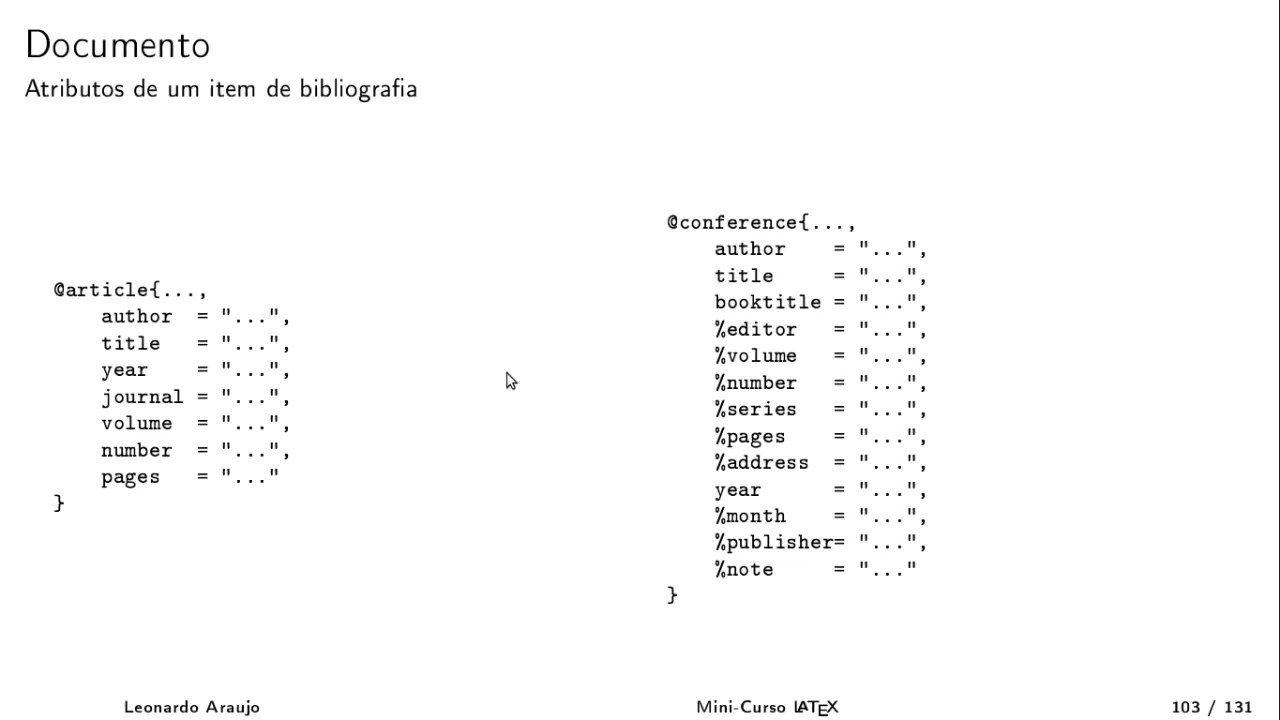 Documento
Atributos de um item de bibliografia
@article{...,
    author  = "...",
    title   = "...",
    year    = "...",
    journal = "...",
    volume  = "...",
    number  = "...",
    pages   = "..."
}
@conference{...,
    author    = "...",
    title     = "...",
    booktitle = "...",
    %editor   = "...",
    %volume   = "...",
    %number   = "...",
    %series   = "...",
    %pages    = "...",
    %address  = "...",
    year      = "...",
    %month    = "...",
    %publisher= "...",
    %note     = "..."
}
Leonardo Araujo
Mini-Curso LATEX
103 / 131